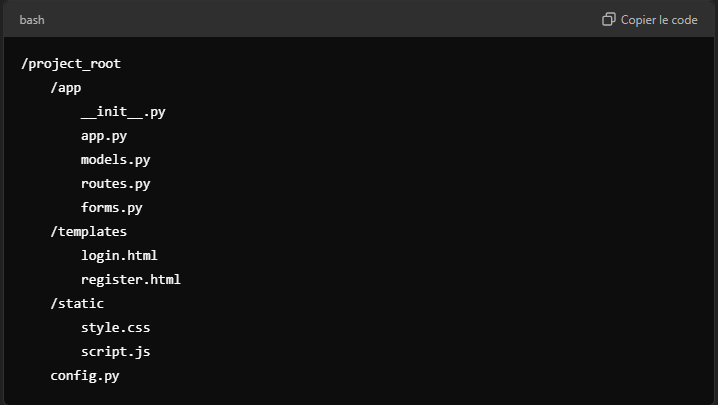 bash
Copier le code
/project_root
/app
__init__.py
app.py
models.py
routes.py
forms.py
/templates
login.html
register.html
/static
style.css
script.js
config.py